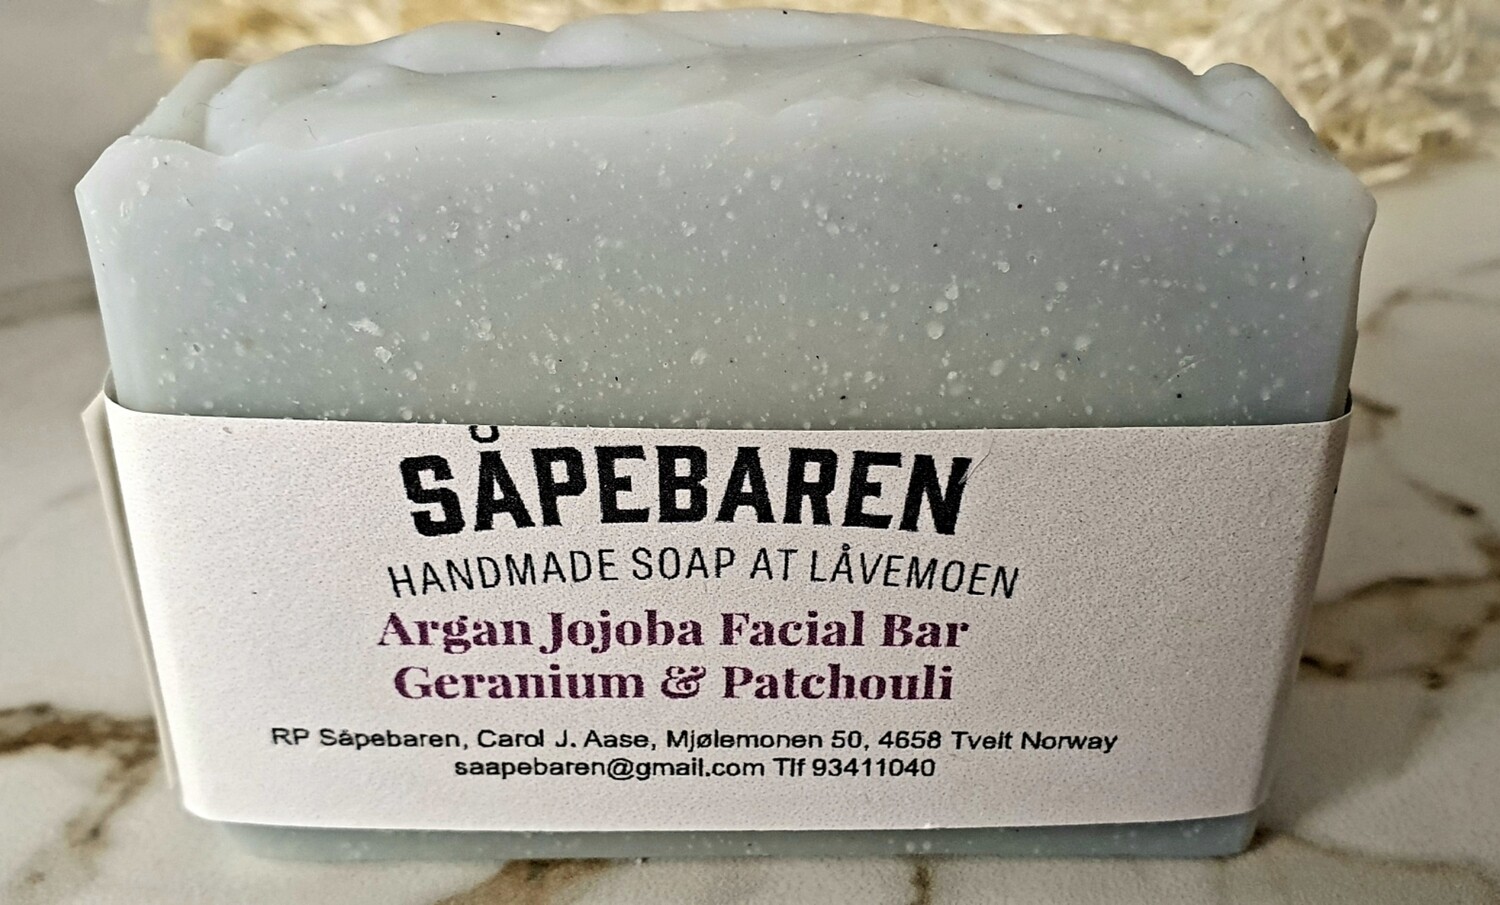 SÅPEBAREN
HANDMADE SOAP AT LÅVEMOEN
Argan Jojoba Facial Bar
Geranium & Patchouli
RP Såpebaren, Carol J. Aase, Mjølemonen 50, 4658 Tveit Norway
saapebaren@gmail.com Tlf 93411040